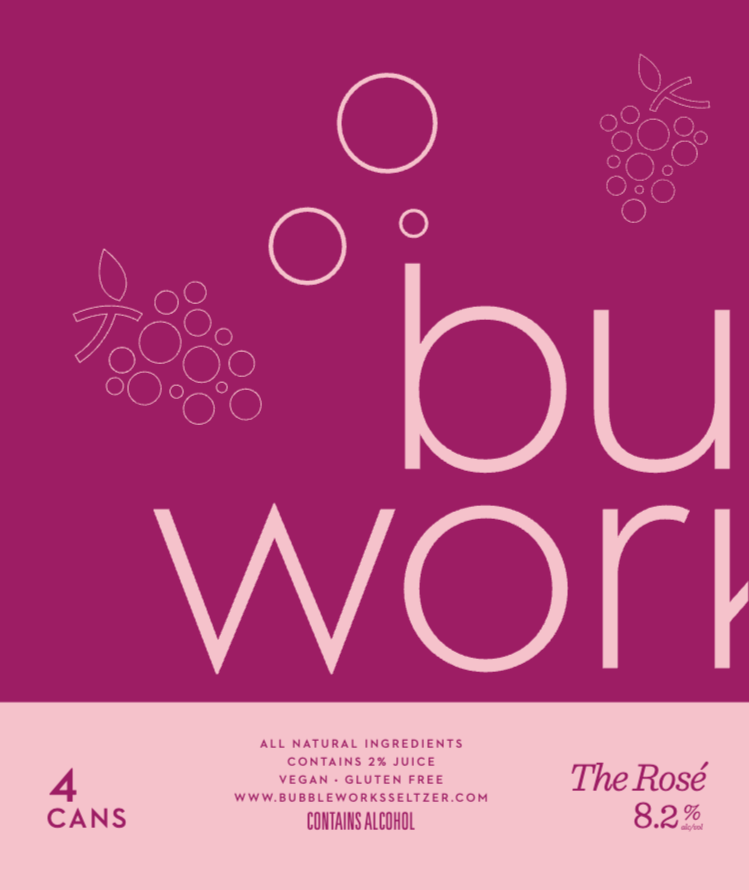 bu
work
ALL NATURAL INGREDIENTS
CONTAINS 2% JUICE
VEGAN • GLUTEN FREE
WWW.BUBBLEWORKSSELTZER.COM
CONTAINS ALCOHOL
4
CANS
The Rosé
8.2% alc/vol